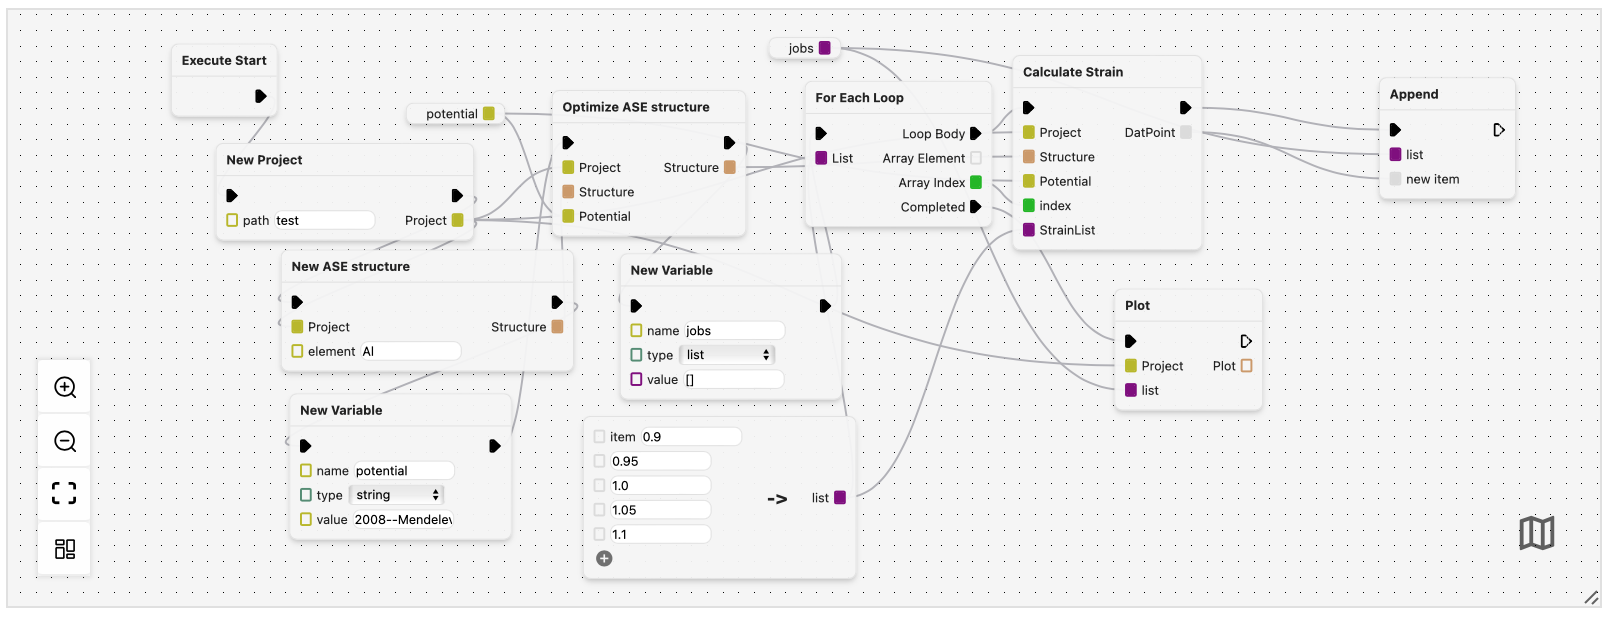 Execute Start
New Project
path test
Project
New ASE structure
Project
Structure
element Al
New Variable
name potential
type string
value 2008--Mendelev
potential
Optimize ASE structure
Project
Structure
Structure
Potential
New Variable
name jobs
type list
value []
item 0.9
0.95
1.0
1.05
1.1
-> list
jobs
For Each Loop
Loop Body
List
Array Element
Array Index
Completed
Calculate Strain
Project
DatPoint
Structure
Potential
index
StrainList
Plot
Project
Plot
list
Append
list
new item